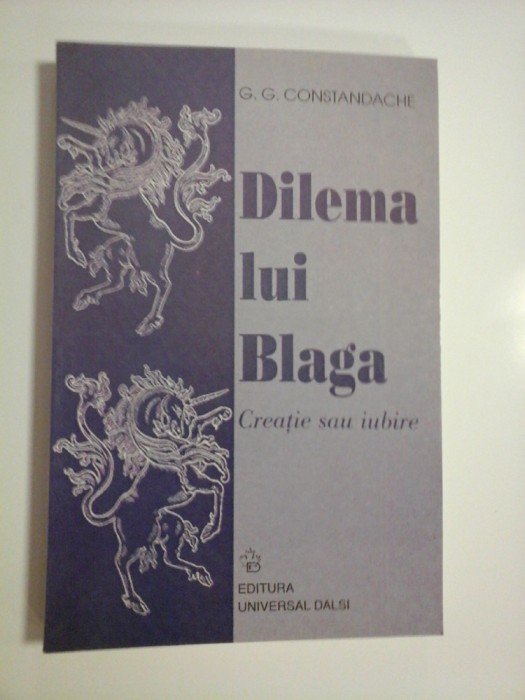 G. G. CONSTANDACHE
Dilema
lui
Blaga
Creație sau iubire
EDITURA
UNIVERSAL DALSI